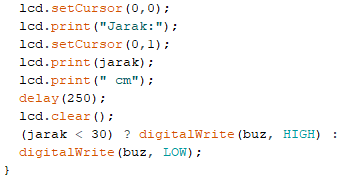 lcd.setCursor(0,0);
lcd.print("Jarak:");
lcd.setCursor(0,1);
lcd.print(jarak);
lcd.print(" cm");
delay(250);
lcd.clear();
(jarak < 30) ? digitalWrite(buz, HIGH) :
digitalWrite(buz, LOW);
}